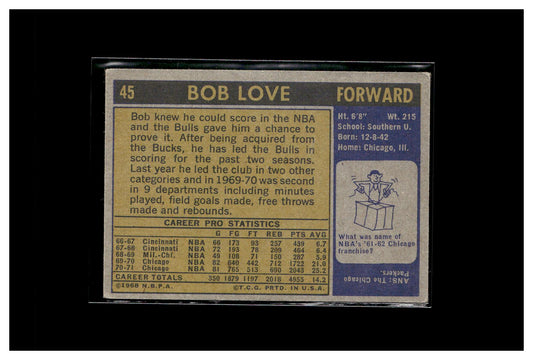 45 BOB LOVE FORWARD
Bob knew he could score in the NBA
and the Bulls gave him a chance to
prove it. After being acquired from
the Bucks, he has led the Bulls in
scoring for the past two seasons.
Last year he led the club in two
other categories and in 1969-70 was second
in 9 departments including minutes
played, field goals made, free throws
made and rebounds.
CAREER PRO STATISTICS
G FG FT REB PTS AVG
66-67 Cincinnati NBA 66 173 93 257 439 6.7
67-68 Cincinnati NBA 72 193 78 209
68-69 Mil.-Chi. NBA 49 108 71 150 287 5.9
69-70 Chicago NBA 82 640 442 712 1722 21.0
70-71 Chicago NBA 81 765 513 690 2043 25.2
CAREER TOTALS 350 1879 1197 2018 4955 14.2
©1968 N.B.P.A. ©T.C.G. PRTD. IN U.S.A.
Ht. 6'8" Wt. 215
School: Southern U.
Born: 12-8-42
Home: Chicago, Ill.
What was name of
NBA's '61-62 Chicago
franchise?
ANS: The Chicago
Packers.